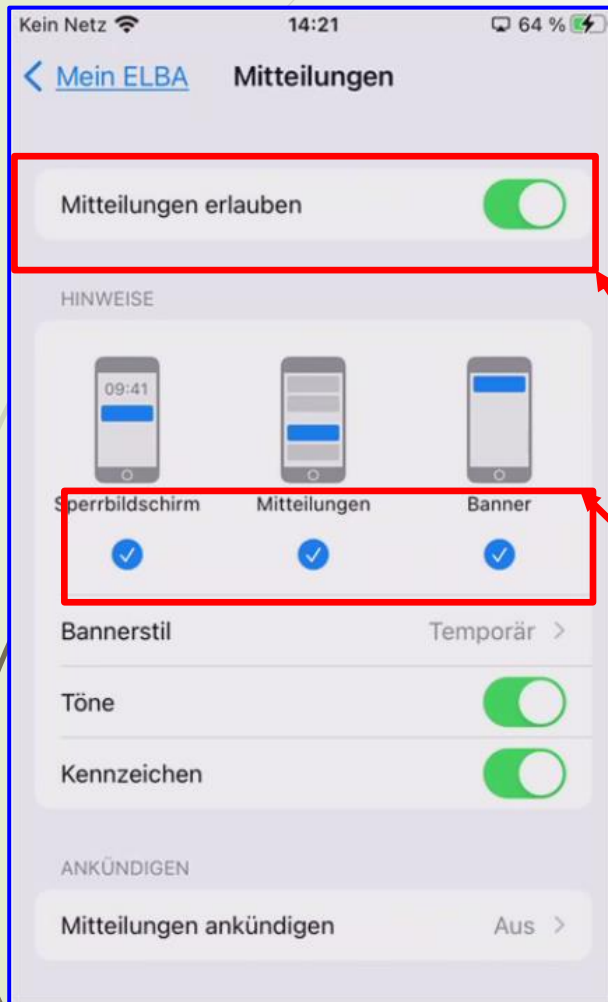 Kein Netz 14:21 64 %
Mein ELBA Mitteilungen
Mitteilungen erlauben
HINWEISE
09:41
Sperrbildschirm Mitteilungen Banner
Bannerstil Temporär
Töne
Kennzeichen
ANKÜNDIGEN
Mitteilungen ankündigen Aus